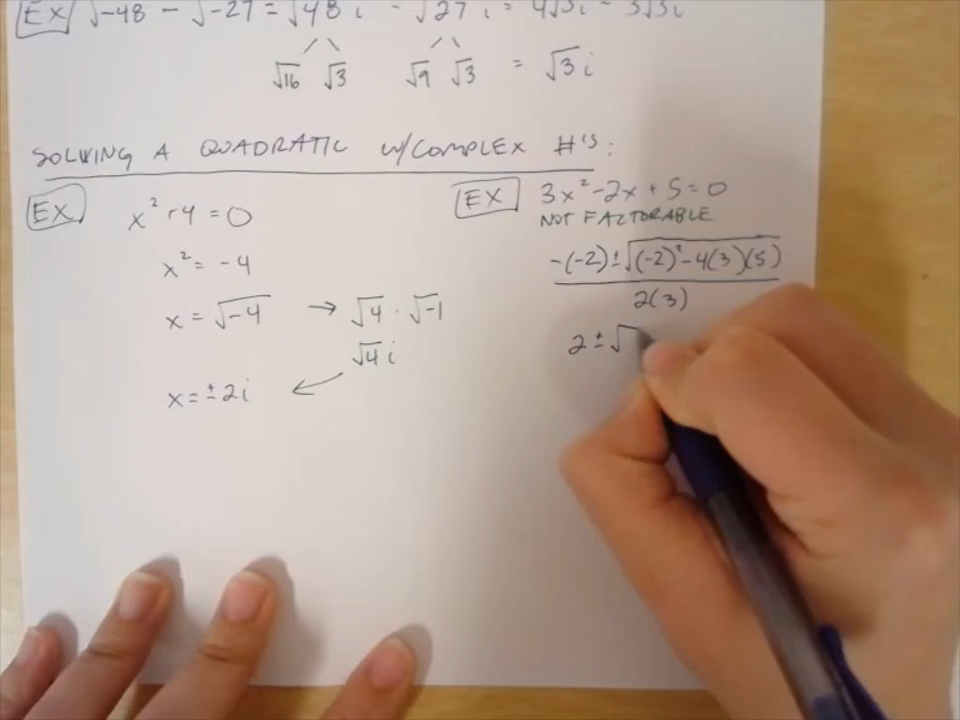 EX √-48 - √-27 = √48 i - √27 i = 4√3i - 3√3i
√16 √3 √9 √3 = √3 i
SOLVING A QUADRATIC W/COMPLEX #'S:
EX x² + 4 = 0
x² = -4
x = √-4 → √4 · √-1
√4 i
x = ± 2i ←
EX 3x² - 2x + 5 = 0
NOT FACTORABLE
-(-2) ± √(-2)² - 4(3)(5)
2(3)
2 ± √